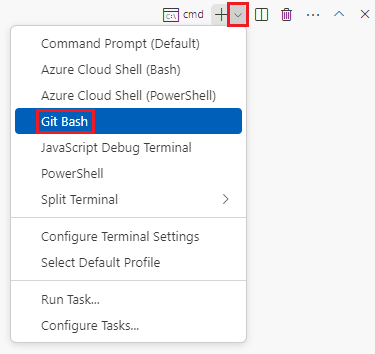 cmd
Command Prompt (Default)
Azure Cloud Shell (Bash)
Azure Cloud Shell (PowerShell)
Git Bash
JavaScript Debug Terminal
PowerShell
Split Terminal
Configure Terminal Settings
Select Default Profile
Run Task...
Configure Tasks...